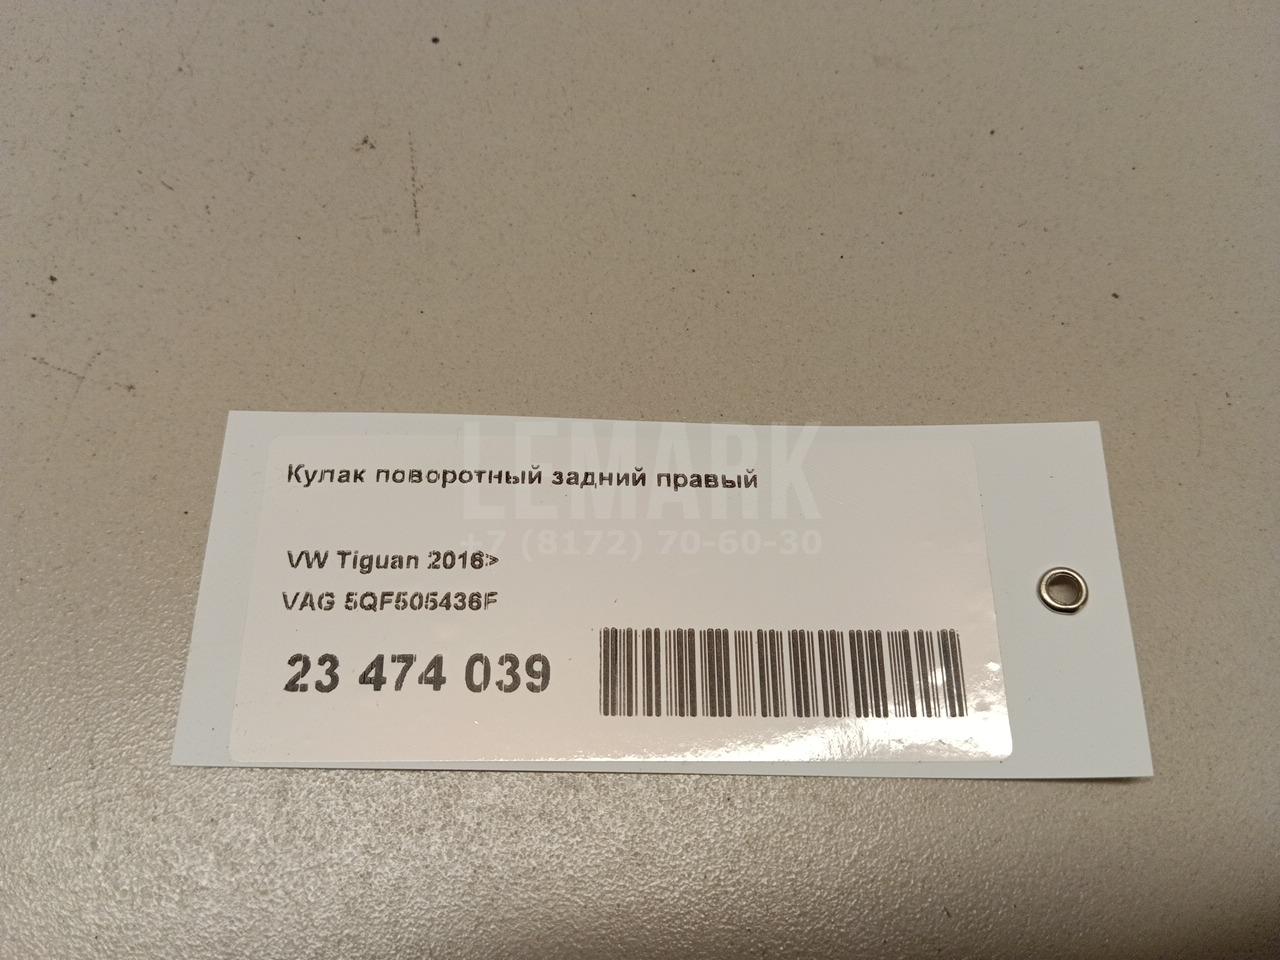 LEMARK
+7 (8172) 70-60-30
Кулак поворотный задний правый
VW Tiguan 2016>
VAG 5QF505436F
23 474 039